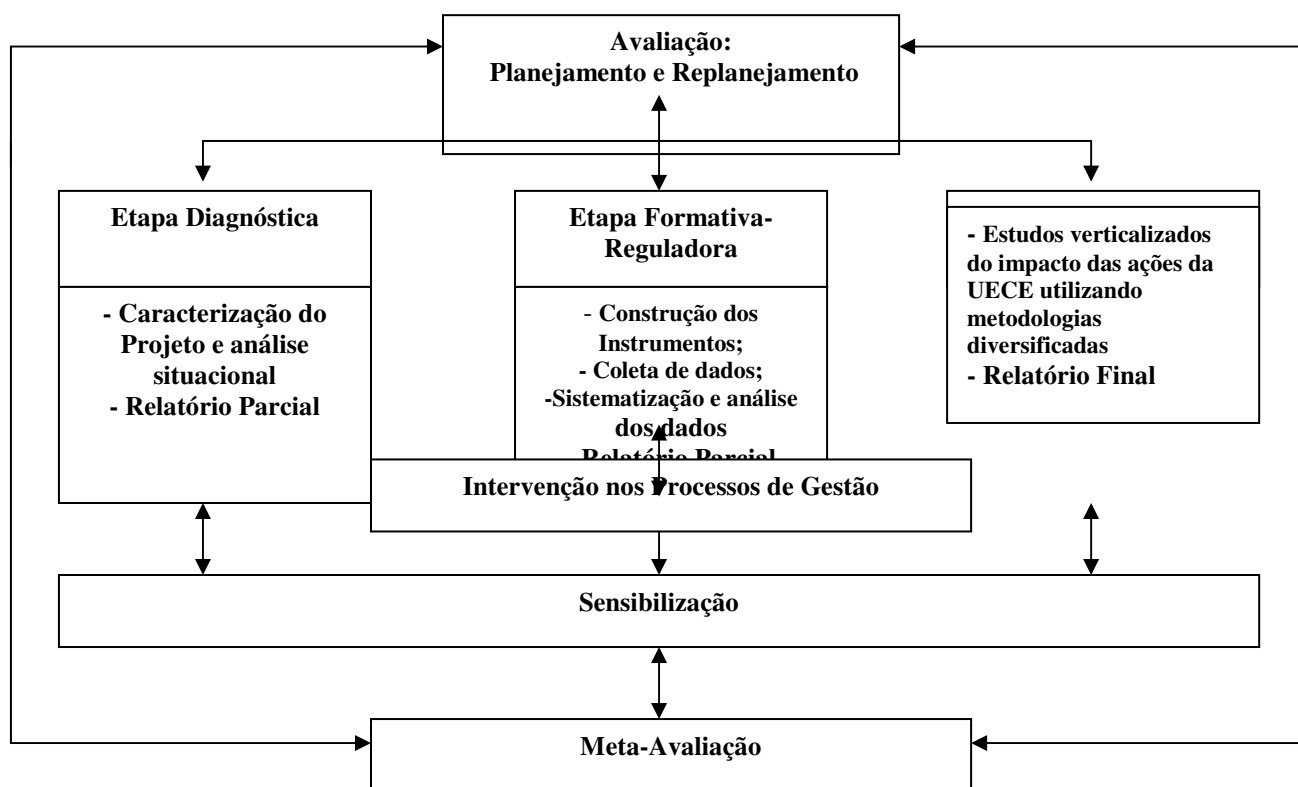 Avaliação:
Planejamento e Replanejamento
Etapa Diagnóstica
- Caracterização do
Projeto e análise
situacional
- Relatório Parcial
Etapa Formativa-
Reguladora
- Construção dos
Instrumentos;
- Coleta de dados;
-Sistematização e análise
dos dados
Relatório Parcial
- Estudos verticalizados
do impacto das ações da
UECE utilizando
metodologias
diversificadas
- Relatório Final
Intervenção nos Processos de Gestão
Sensibilização
Meta-Avaliação